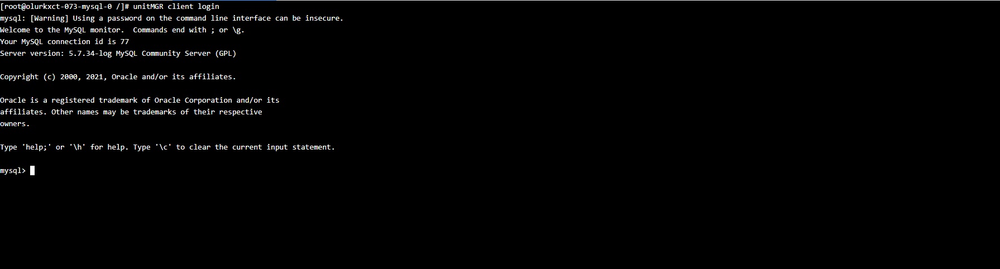 [root@olurkxct-073-mysql-0 /]# unitMGR client login
mysql: [Warning] Using a password on the command line interface can be insecure.
Welcome to the MySQL monitor.  Commands end with ; or \g.
Your MySQL connection id is 77
Server version: 5.7.34-log MySQL Community Server (GPL)
Copyright (c) 2000, 2021, Oracle and/or its affiliates.
Oracle is a registered trademark of Oracle Corporation and/or its
affiliates. Other names may be trademarks of their respective
owners.
Type 'help;' or '\h' for help. Type '\c' to clear the current input statement.
mysql>